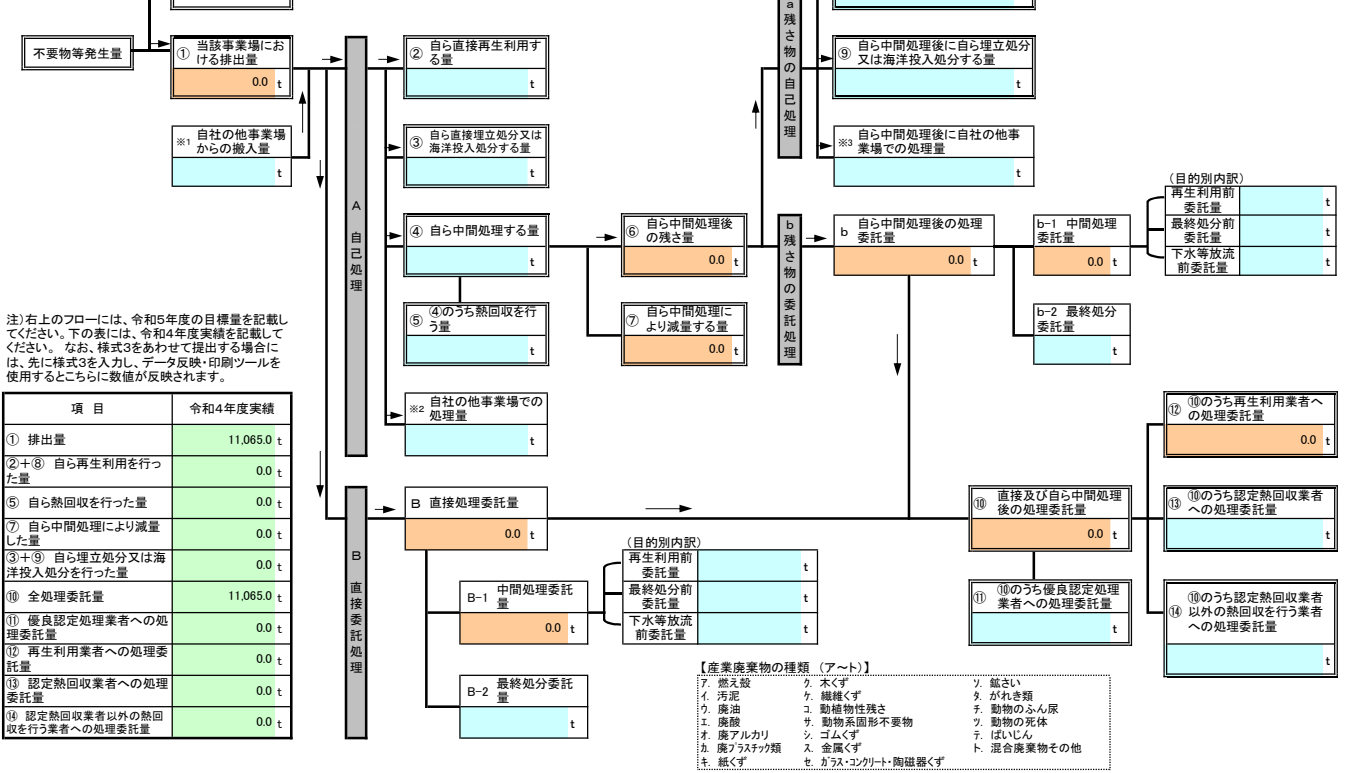 a
残
さ
物
の
自
己
処
理
不要物等発生量
①
当該事業場にお
ける排出量
0.0 t
②
自ら直接再生利用す
る量
t
⑨
自ら中間処理後に自ら埋立処分
又は海洋投入処分する量
t
※1
自社の他事業場
からの搬入量
t
③
自ら直接埋立処分又は
海洋投入処分する量
t
※3
自ら中間処理後に自社の他事
業場での処理量
t
A
自
己
処
理
④ 自ら中間処理する量
t
⑥
自ら中間処理後
の残さ量
0.0 t
b
残
さ
物
の
委
託
処
理
b
自ら中間処理後の処理
委託量
0.0 t
b-1 中間処理
委託量
0.0 t
(目的別内訳)
再生利用前
委託量
t
最終処分前
委託量
t
下水等放流
前委託量
t
⑤
④のうち熱回収を行
う量
t
⑦
自ら中間処理に
より減量する量
0.0 t
b-2 最終処分
委託量
t
注)右上のフローには、令和5年度の目標量を記載し
てください。下の表には、令和4年度実績を記載して
ください。 なお、様式3をあわせて提出する場合に
は、先に様式3を入力し、データ反映・印刷ツールを
使用するとこちらに数値が反映されます。
※2
自社の他事業場での
処理量
t
項 目 令和4年度実績
① 排出量 11,065.0 t
②+⑧ 自ら再生利用を行っ
た量
0.0 t
⑤ 自ら熱回収を行った量 0.0 t
⑦ 自ら中間処理により減量
した量
0.0 t
③+⑨ 自ら埋立処分又は海
洋投入処分を行った量
0.0 t
⑩ 全処理委託量 11,065.0 t
⑪ 優良認定処理業者への処
理委託量
0.0 t
⑫ 再生利用業者への処理委
託量
0.0 t
⑬ 認定熱回収業者への処理
委託量
0.0 t
⑭ 認定熱回収業者以外の熱回
収を行う業者への処理委託量
0.0 t
B
直
接
委
託
処
理
B 直接処理委託量
0.0 t
B-1
中間処理委託
量
0.0 t
(目的別内訳)
再生利用前
委託量
t
最終処分前
委託量
t
下水等放流
前委託量
t
B-2
最終処分委託
量
t
⑩
直接及び自ら中間処理
後の処理委託量
0.0 t
⑪
⑩のうち優良認定処理
業者への処理委託量
t
⑫
⑩のうち再生利用業者へ
の処理委託量
0.0 t
⑬
⑩のうち認定熱回収業者
への処理委託量
t
⑭
⑩のうち認定熱回収業者
以外の熱回収を行う業者
への処理委託量
t
【産業廃棄物の種類 (ア~ト)】
ア. 燃え殻
イ. 汚泥
ウ. 廃油
エ. 廃酸
オ. 廃アルカリ
カ. 廃プラスチック類
キ. 紙くず
ク. 木くず
ケ. 繊維くず
コ. 動植物性残さ
サ. 動物系固形不要物
シ. ゴムくず
ス. 金属くず
セ. ガラス・コンクリート・陶磁器くず
ソ. 鉱さい
タ. がれき類
チ. 動物のふん尿
ツ. 動物の死体
テ. ばいじん
ト. 混合廃棄物その他